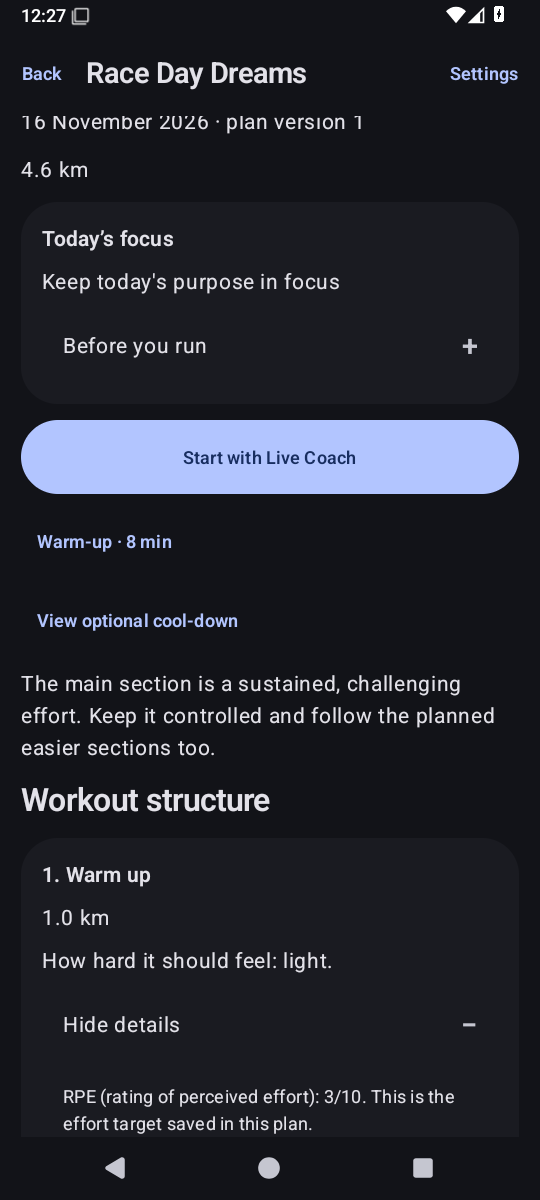 12:27
Back Race Day Dreams Settings
16 November 2026 · plan version 1
4.6 km
Today’s focus
Keep today's purpose in focus
Before you run +
Start with Live Coach
Warm-up · 8 min
View optional cool-down
The main section is a sustained, challenging
effort. Keep it controlled and follow the planned
easier sections too.
Workout structure
1. Warm up
1.0 km
How hard it should feel: light.
Hide details −
RPE (rating of perceived effort): 3/10. This is the
effort target saved in this plan.